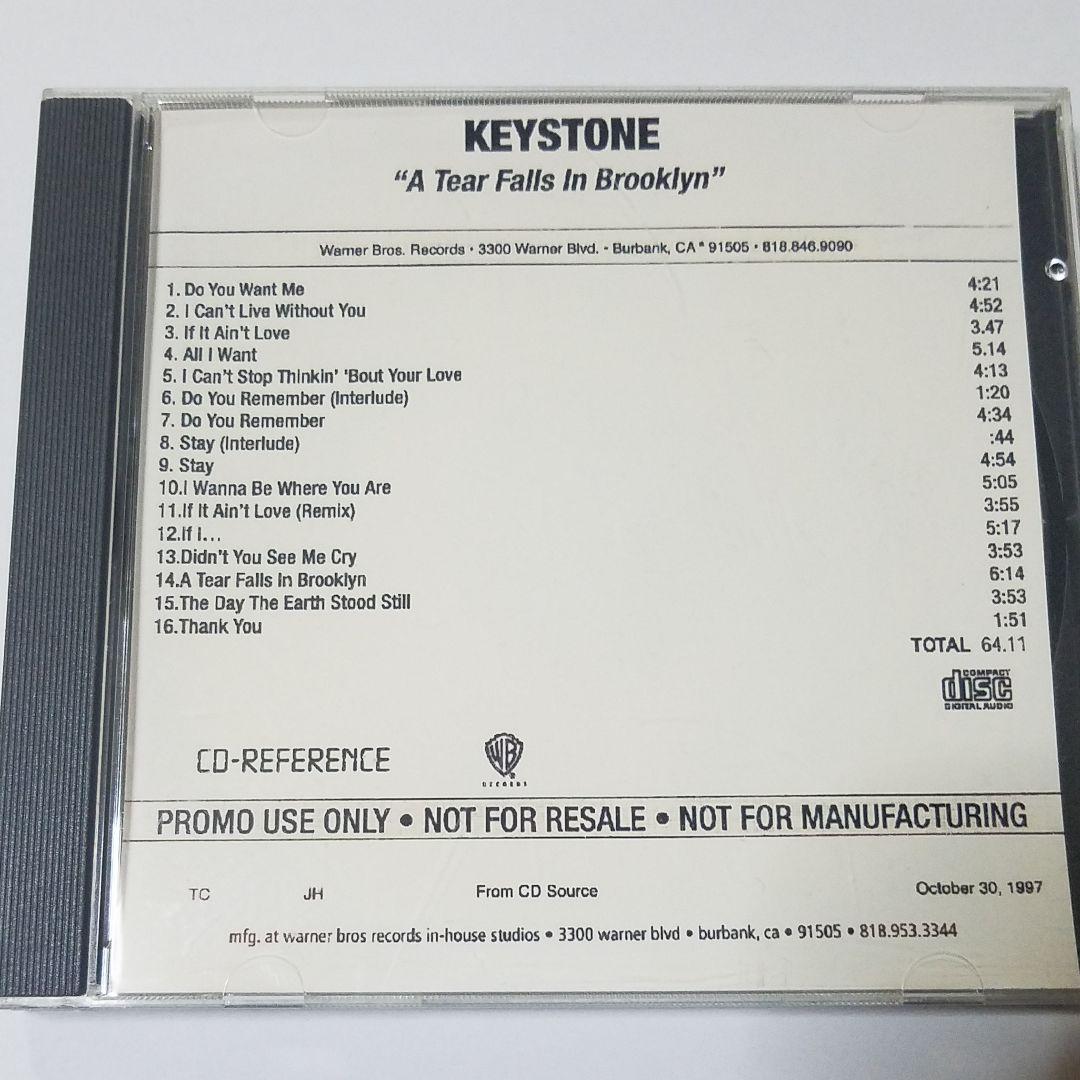 KEYSTONE
“A Tear Falls In Brooklyn”
Warner Bros. Records • 3300 Warner Blvd. - Burbank, CA • 91505 • 818.846.9090
1. Do You Want Me 4:21
2. I Can't Live Without You 4:52
3. If It Ain't Love 3.47
4. All I Want 5.14
5. I Can't Stop Thinkin' 'Bout Your Love 4:13
6. Do You Remember (Interlude) 1:20
7. Do You Remember 4:34
8. Stay (Interlude) :44
9. Stay 4:54
10.I Wanna Be Where You Are 5:05
11.If It Ain't Love (Remix) 3:55
12.If I... 5:17
13.Didn't You See Me Cry 3:53
14.A Tear Falls In Brooklyn 6:14
15.The Day The Earth Stood Still 3:53
16.Thank You 1:51
TOTAL 64.11
COMPACT
disc
DIGITAL AUDIO
CD-REFERENCE
WB
RECORDS
PROMO USE ONLY • NOT FOR RESALE • NOT FOR MANUFACTURING
TC JH From CD Source October 30, 1997
mfg. at warner bros records in-house studios • 3300 warner blvd • burbank, ca • 91505 • 818.953.3344